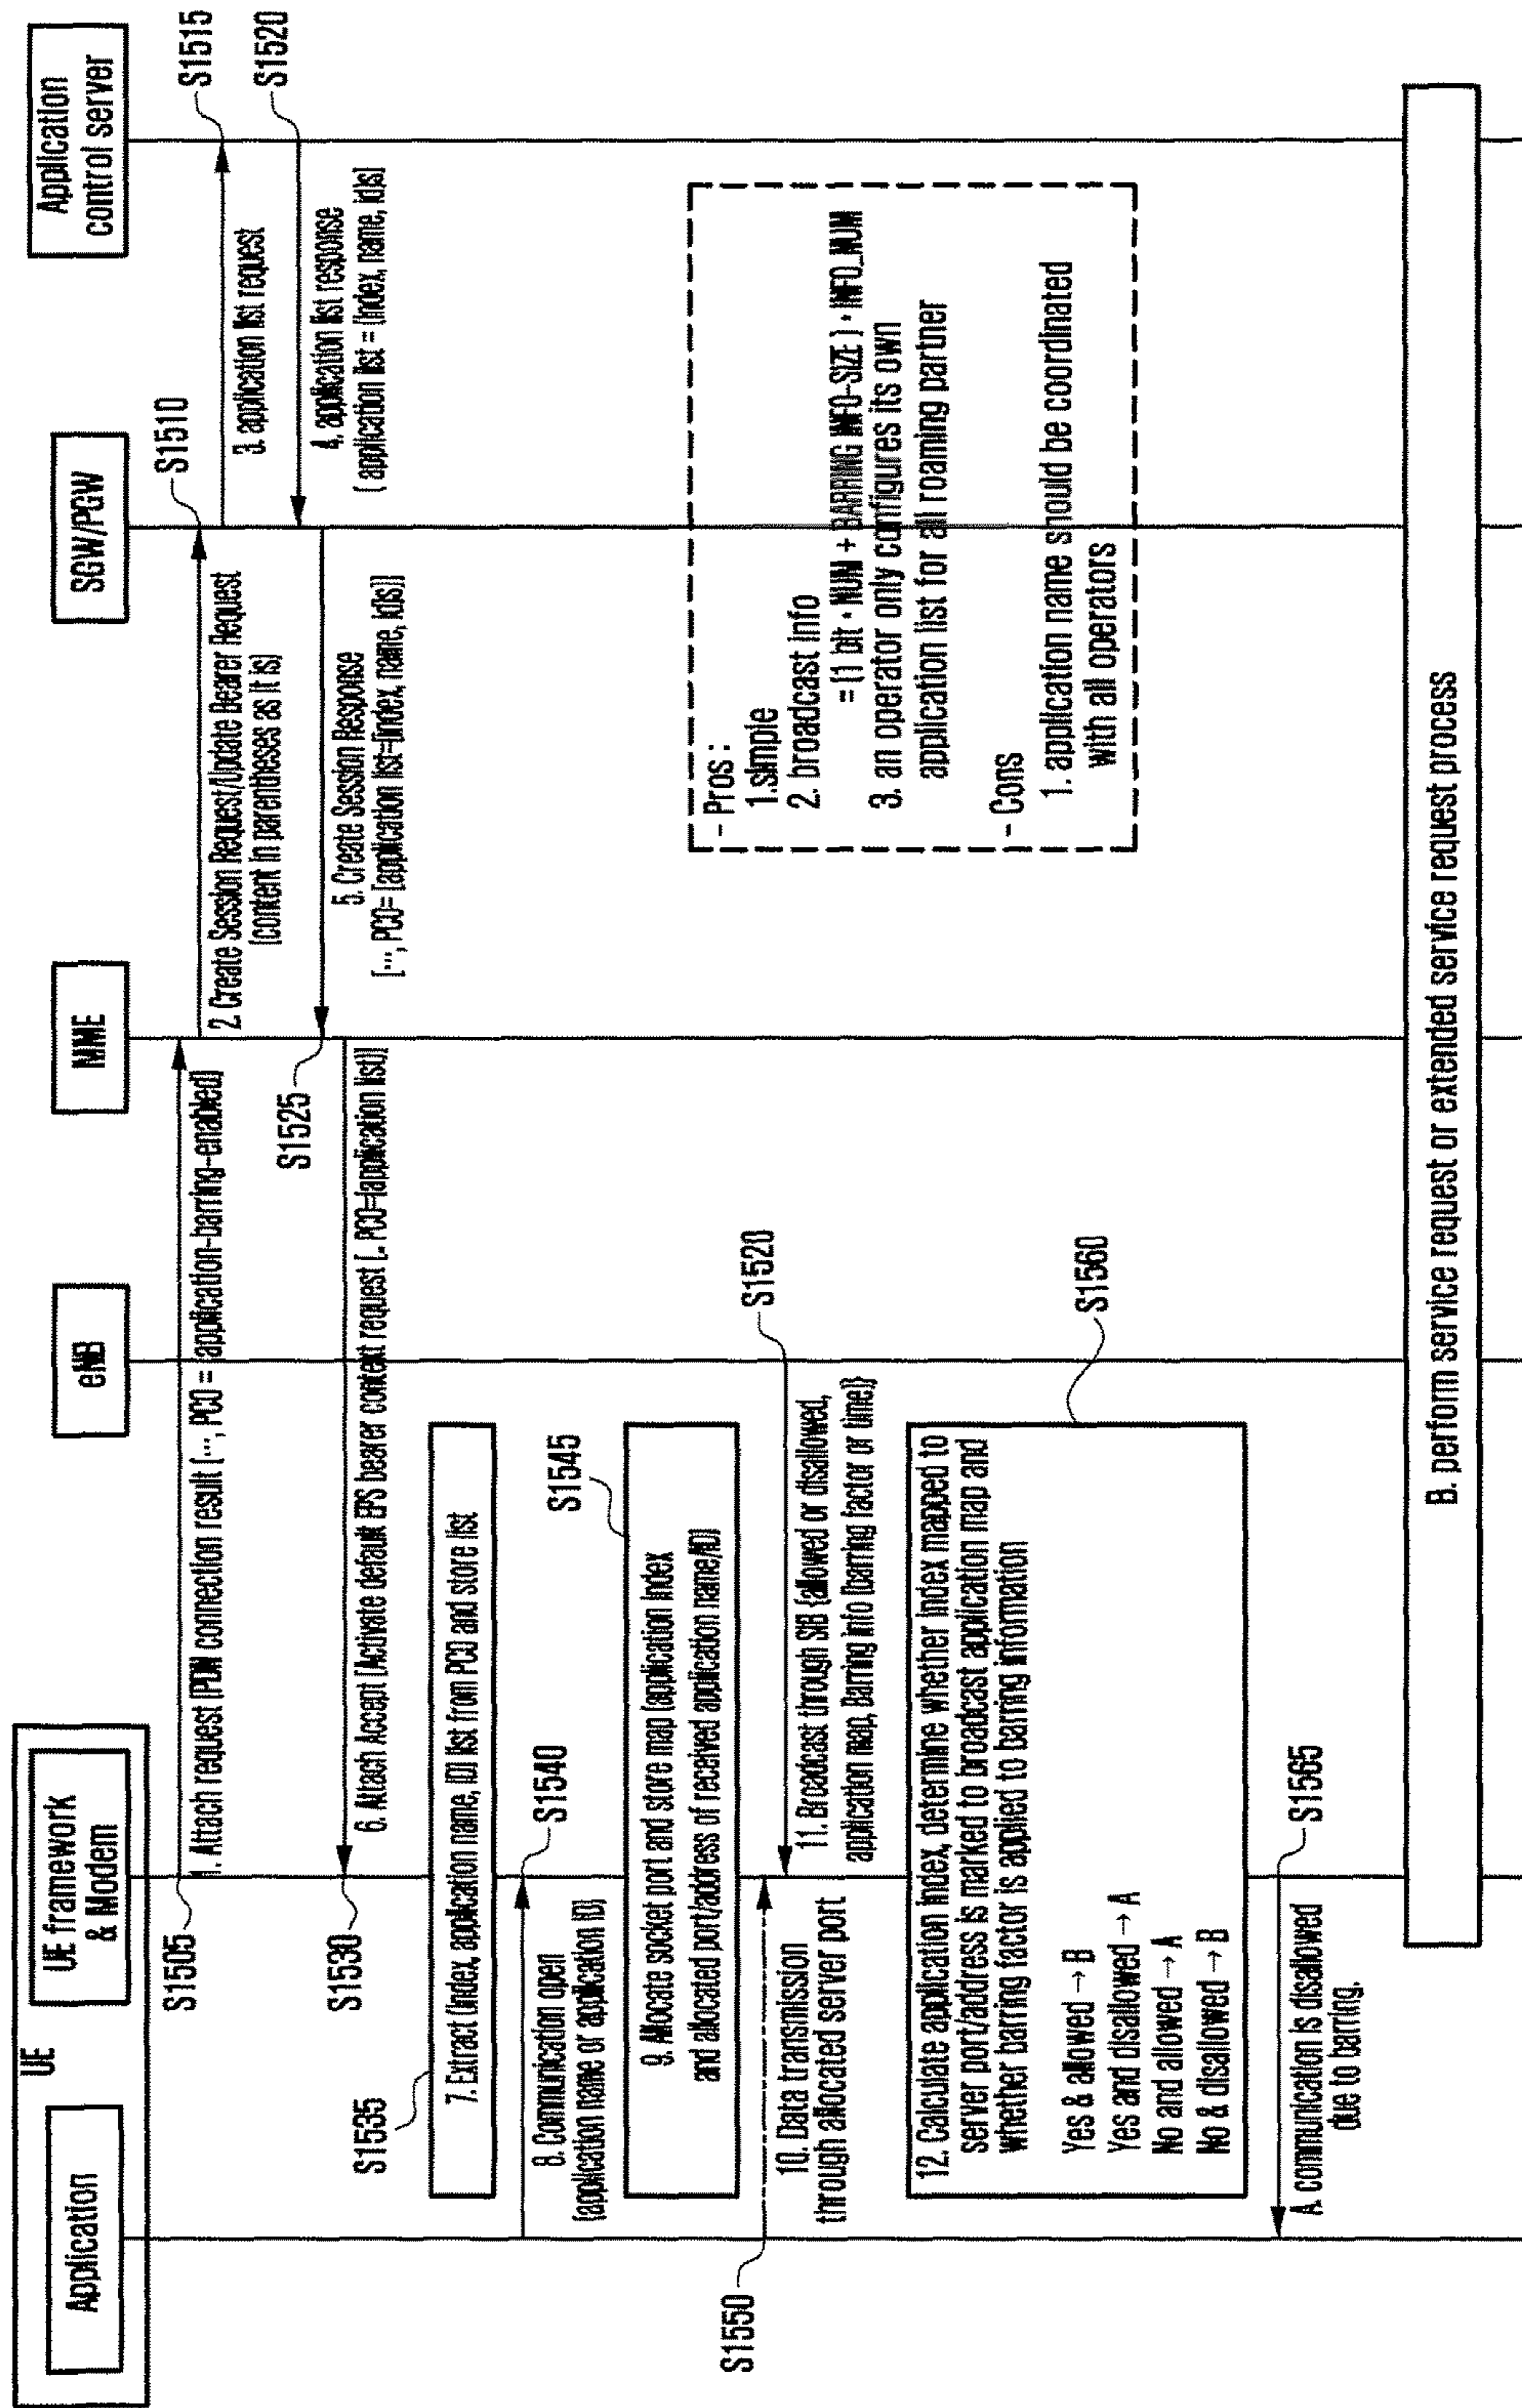 UE
Application
UE framework
& Modem
eNB
MME
SGW/PGW
Application
control server
S1505
1. Attach request [PDN connection result [···, PCO = [application-barring-enabled]
S1510
2. Create Session Request/Update Bearer Request
[content in parentheses as it is]
S1515
3. application list request
S1520
4. application list response
( application list = [index, name, id]s]
S1525
5. Create Session Response
[···, PCO= [application list=[index, name, id]s]]
S1530
6. Attach Accept [Activate default EPS bearer context request [.. PCO=[application list]]
S1535
7. Extract (index, application name, ID) list from PCO and store list
S1540
8. Communication open
[application name or application ID]
S1545
9. Allocate socket port and store map [application index
and allocated port/address of received application name/ID]
S1550
10. Data transmission
through allocated server port
S1520
11. Broadcast through SIB {allowed or disallowed,
application map, Barring info [barring factor or time]}
S1560
12. Calculate application index, determine whether index mapped to
server port/address is marked to broadcast application map and
whether barring factor is applied to barring information
Yes & allowed → B
Yes and disallowed → A
No and allowed → A
No & disallowed → B
S1565
A. communication is disallowed
due to barring.
- Pros :
1.simple
2. broadcast info
= (1 bit * NUM + BARRING INFO-SIZE ) * INFO_NUM
3. an operator only configures its own
application list for all roaming partner
- Cons
1. application name should be coordinated
with all operators
B. perform service request or extended service request process